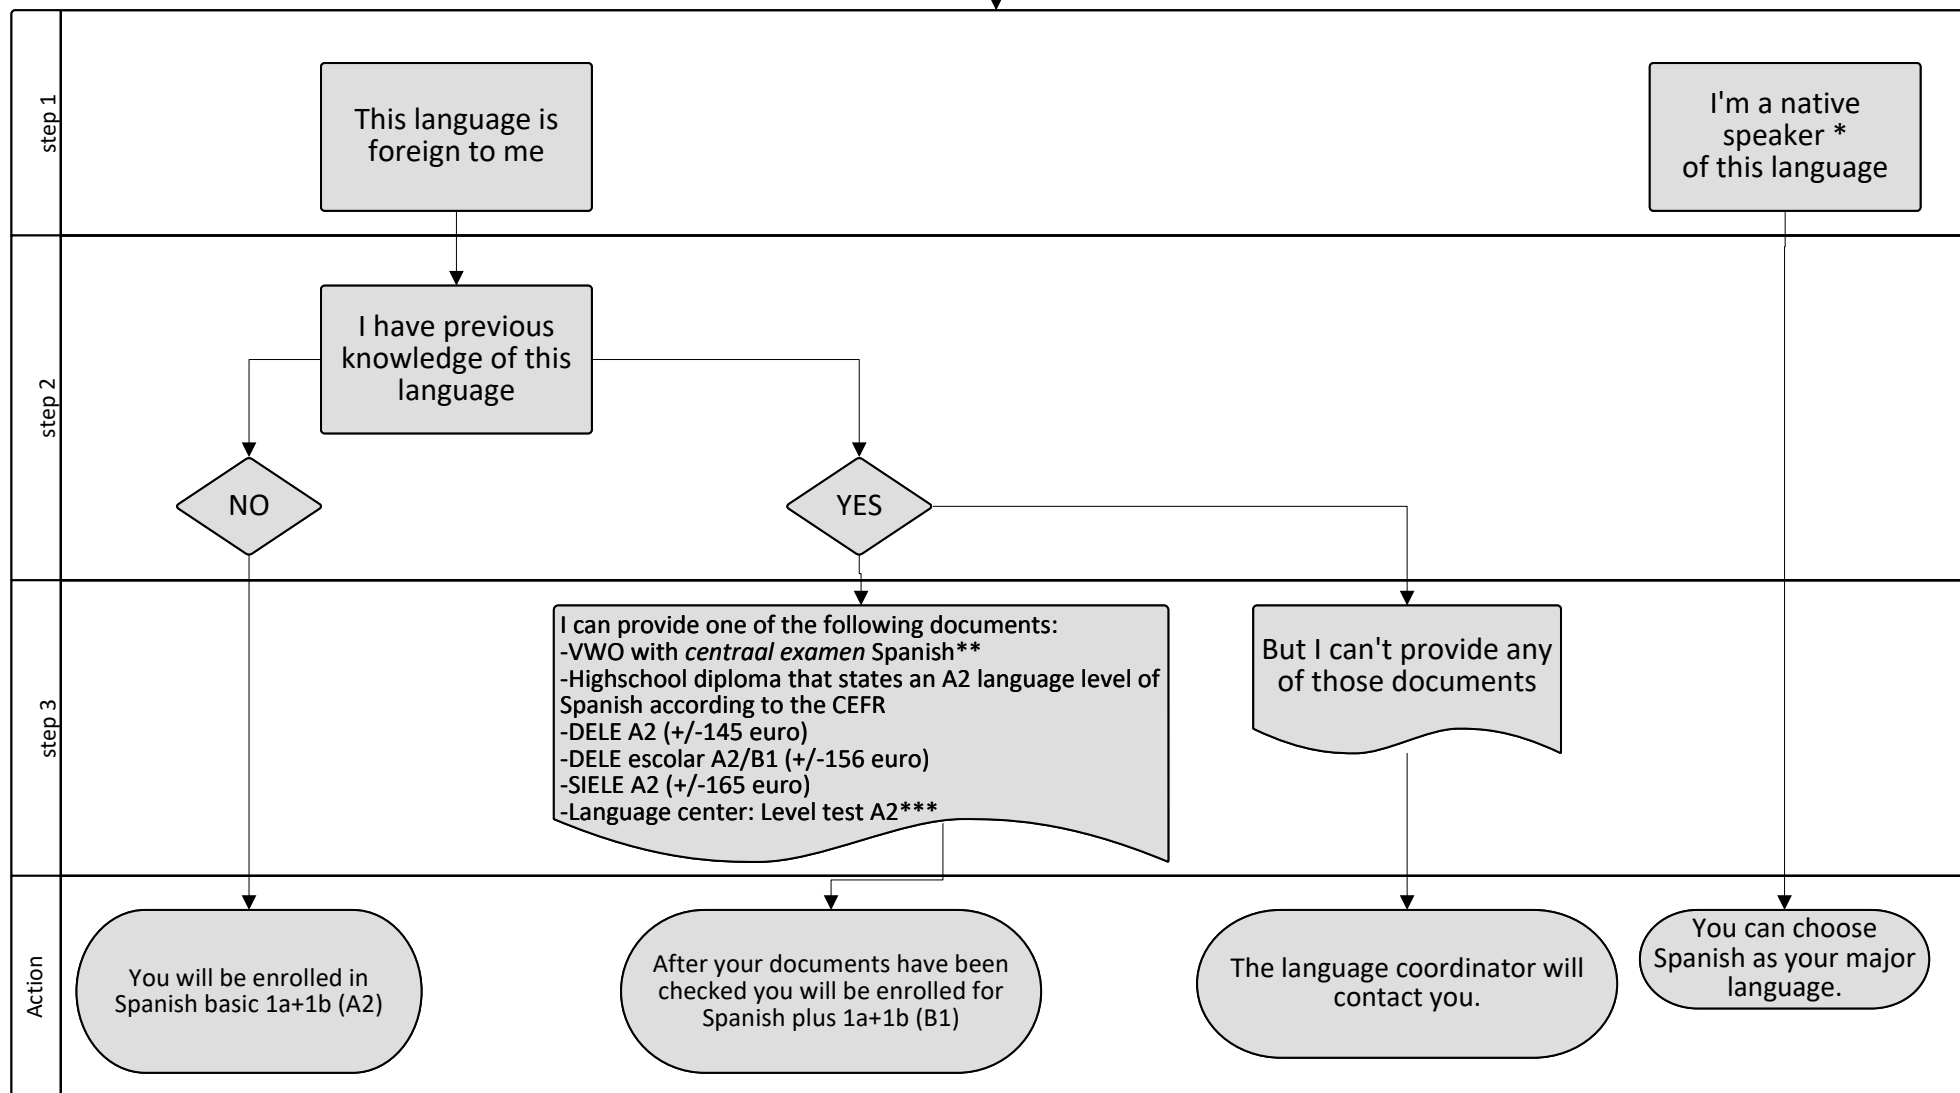 step 1
This language is
foreign to me
I'm a native
speaker *
of this language
step 2
I have previous
knowledge of this
language
NO
YES
step 3
I can provide one of the following documents:
-VWO with centraal examen Spanish**
-Highschool diploma that states an A2 language level of
Spanish according to the CEFR
-DELE A2 (+/-145 euro)
-DELE escolar A2/B1 (+/-156 euro)
-SIELE A2 (+/-165 euro)
-Language center: Level test A2***
But I can't provide any
of those documents
Action
You will be enrolled in
Spanish basic 1a+1b (A2)
After your documents have been
checked you will be enrolled for
Spanish plus 1a+1b (B1)
The language coordinator will
contact you.
You can choose
Spanish as your major
language.